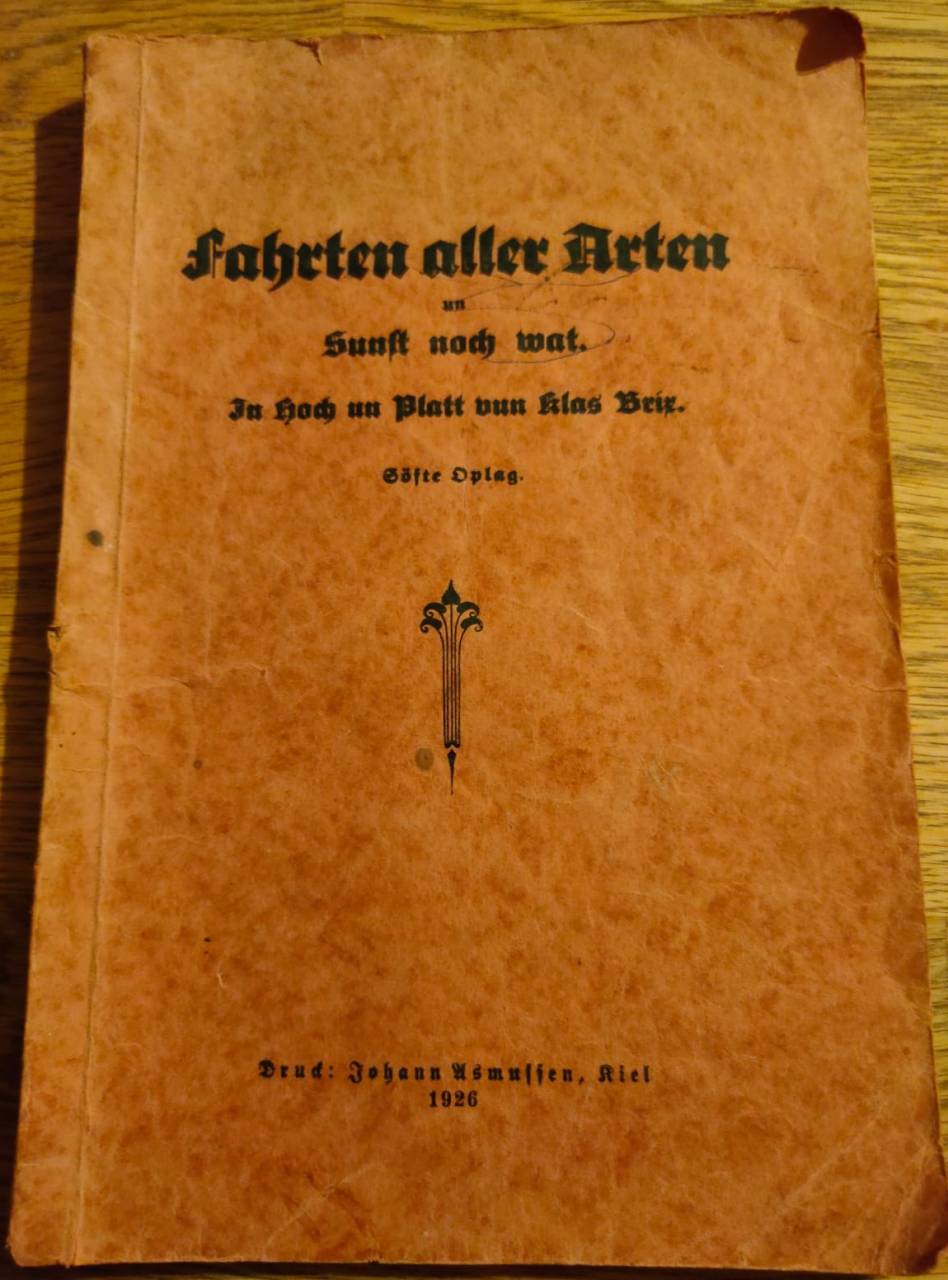 Fahrten aller Arten
un
Sunst noch wat.
In Hoch un Platt vun Klas Brix.
Söfte Oplag.
Druck: Johann Asmussen, Kiel
1926